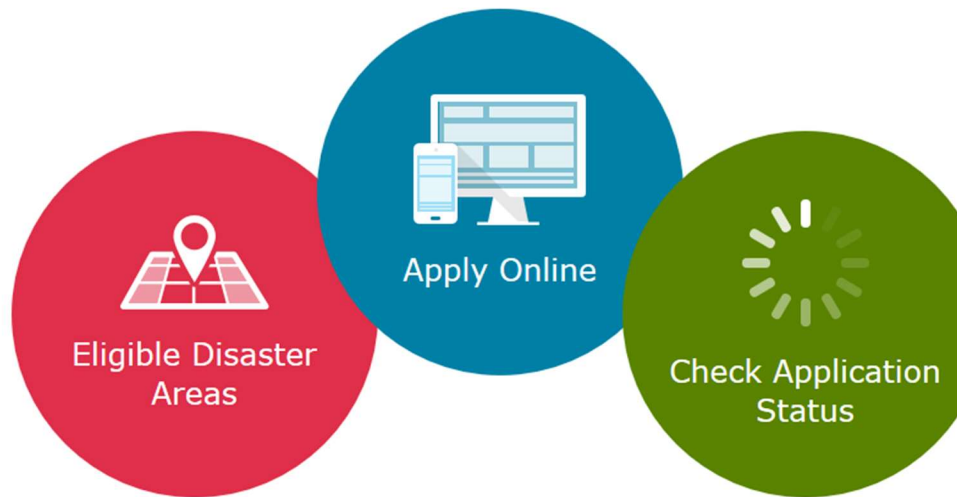 Apply Online
Eligible Disaster
Areas
Check Application
Status